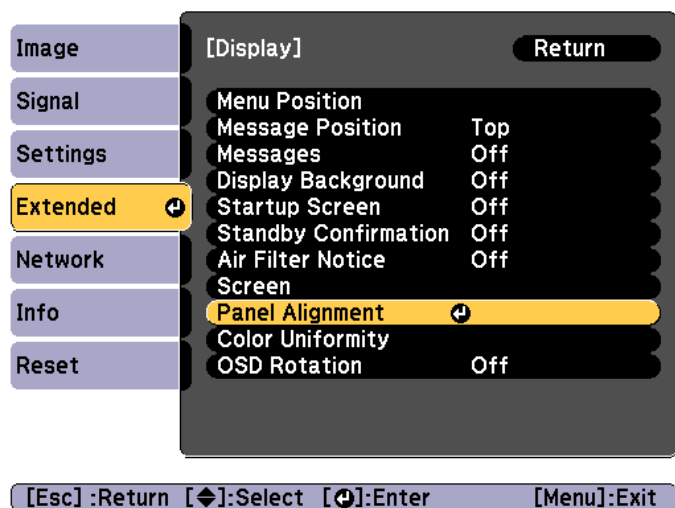 Image
Signal
Settings
Extended
Network
Info
Reset
[Display] Return
Menu Position
Message Position Top
Messages Off
Display Background Off
Startup Screen Off
Standby Confirmation Off
Air Filter Notice Off
Screen
Panel Alignment
Color Uniformity
OSD Rotation Off
[Esc] :Return [◆]:Select [⏎]:Enter [Menu]:Exit